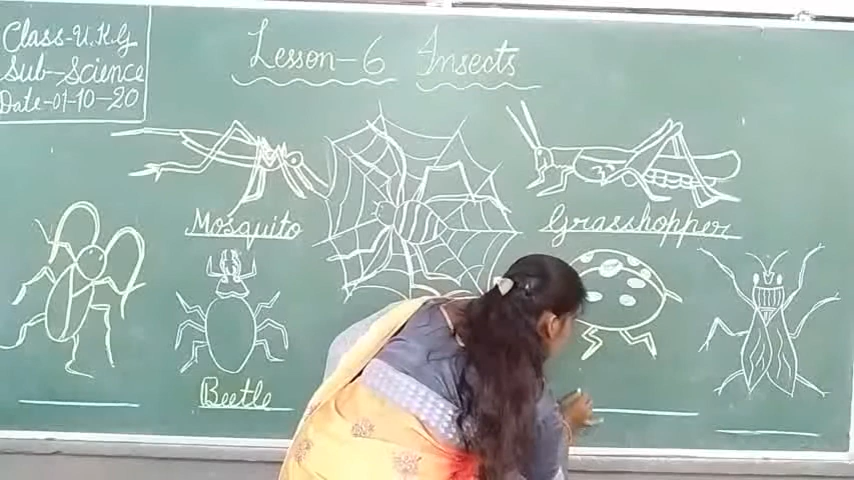 Class-U.K.G
Sub-Science
Date-01-10-20
Lesson-6 Insects
Mosquito
Grasshopper
Beetle